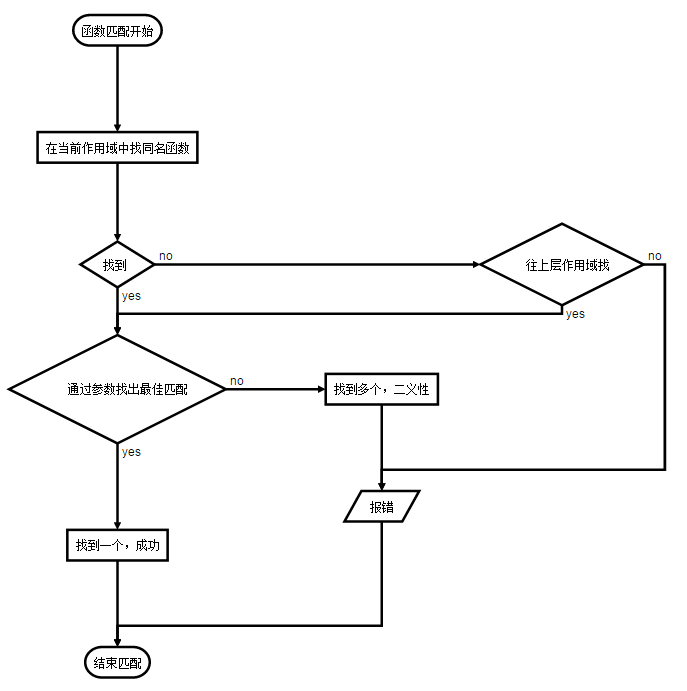 函数匹配开始
在当前作用域中找同名函数
找到
no
往上层作用域找
no
yes
yes
通过参数找出最佳匹配
no
找到多个，二义性
yes
报错
找到一个，成功
结束匹配